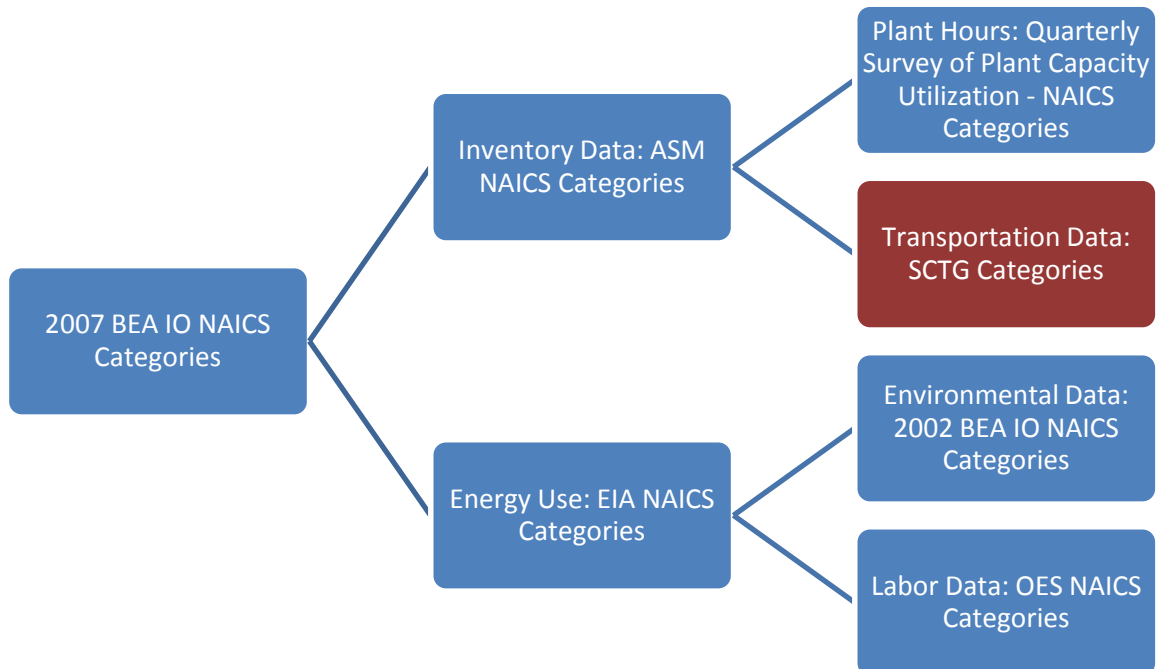 Plant Hours: Quarterly
Survey of Plant Capacity
Utilization - NAICS
Categories
Inventory Data: ASM
NAICS Categories
Transportation Data:
SCTG Categories
2007 BEA IO NAICS
Categories
Environmental Data:
2002 BEA IO NAICS
Categories
Energy Use: EIA NAICS
Categories
Labor Data: OES NAICS
Categories